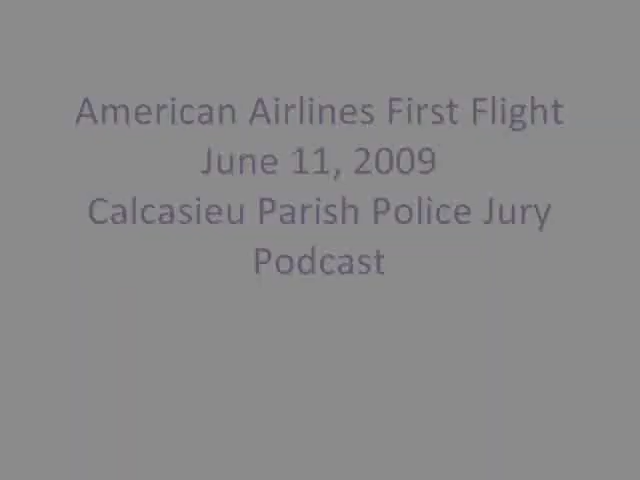 American Airlines First Flight
June 11, 2009
Calcasieu Parish Police Jury
Podcast